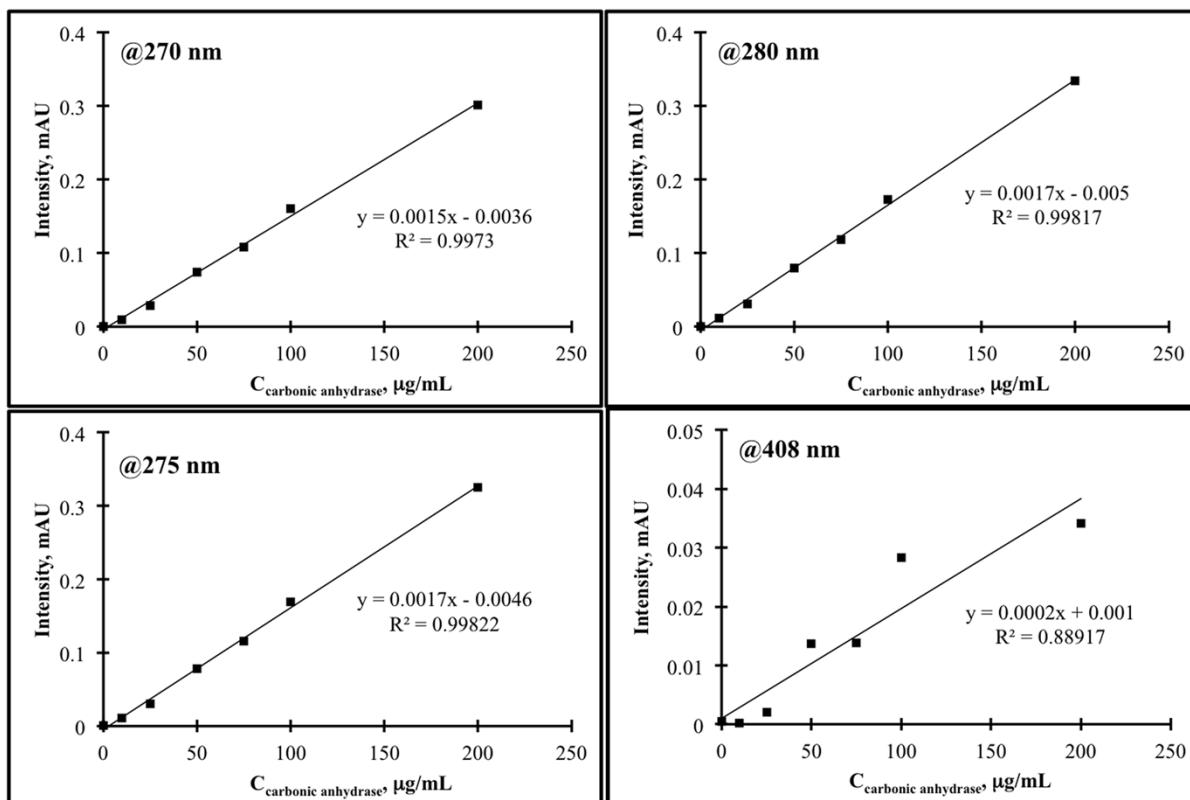 @270 nm
0.4
0.3
0.2
0.1
0
Intensity, mAU
y = 0.0015x - 0.0036
R² = 0.9973
0 50 100 150 200 250
C carbonic anhydrase, µg/mL
@280 nm
0.4
0.3
0.2
0.1
0
Intensity, mAU
y = 0.0017x - 0.005
R² = 0.99817
0 50 100 150 200 250
C carbonic anhydrase, µg/mL
@275 nm
0.4
0.3
0.2
0.1
0
Intensity, mAU
y = 0.0017x - 0.0046
R² = 0.99822
0 50 100 150 200 250
C carbonic anhydrase, µg/mL
@408 nm
0.05
0.04
0.03
0.02
0.01
0
Intensity, mAU
y = 0.0002x + 0.001
R² = 0.88917
0 50 100 150 200 250
C carbonic anhydrase, µg/mL